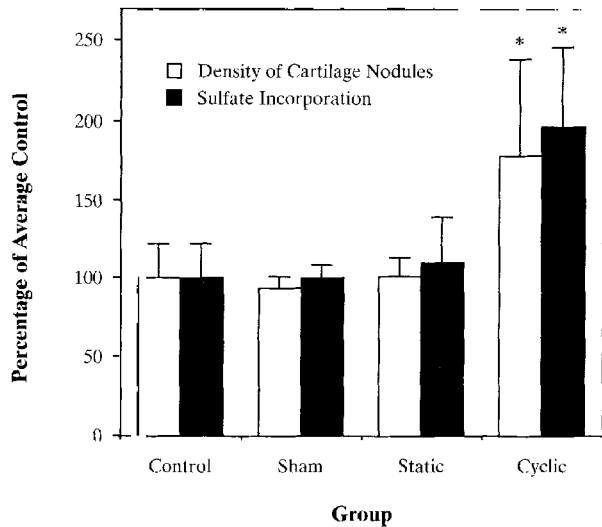 Percentage of Average Control
250
200
150
100
50
0
Density of Cartilage Nodules
Sulfate Incorporation
* *
Control Sham Static Cyclic
Group